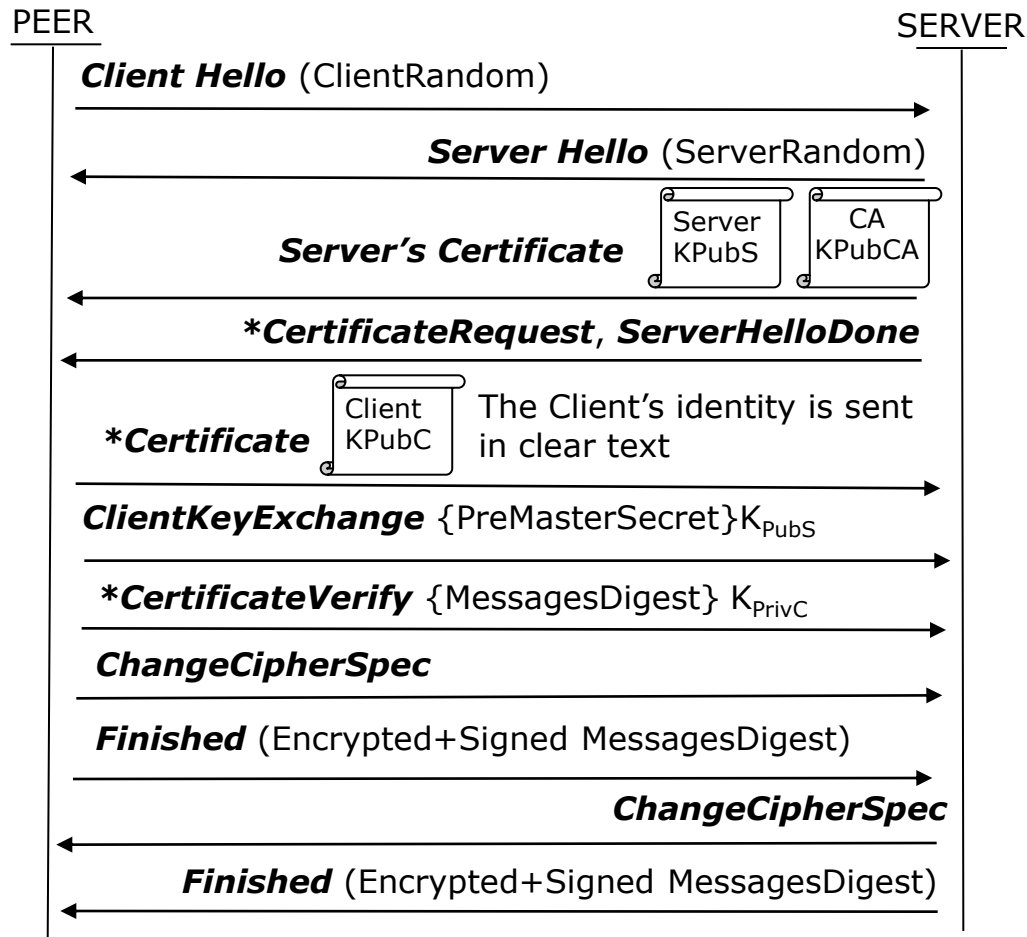 PEER
SERVER
Client Hello (ClientRandom)
Server Hello (ServerRandom)
Server’s Certificate
Server
KPubS
CA
KPubCA
*CertificateRequest, ServerHelloDone
*Certificate
Client
KPubC
The Client’s identity is sent
in clear text
ClientKeyExchange {PreMasterSecret}KPubS
*CertificateVerify {MessagesDigest} KPrivC
ChangeCipherSpec
Finished (Encrypted+Signed MessagesDigest)
ChangeCipherSpec
Finished (Encrypted+Signed MessagesDigest)